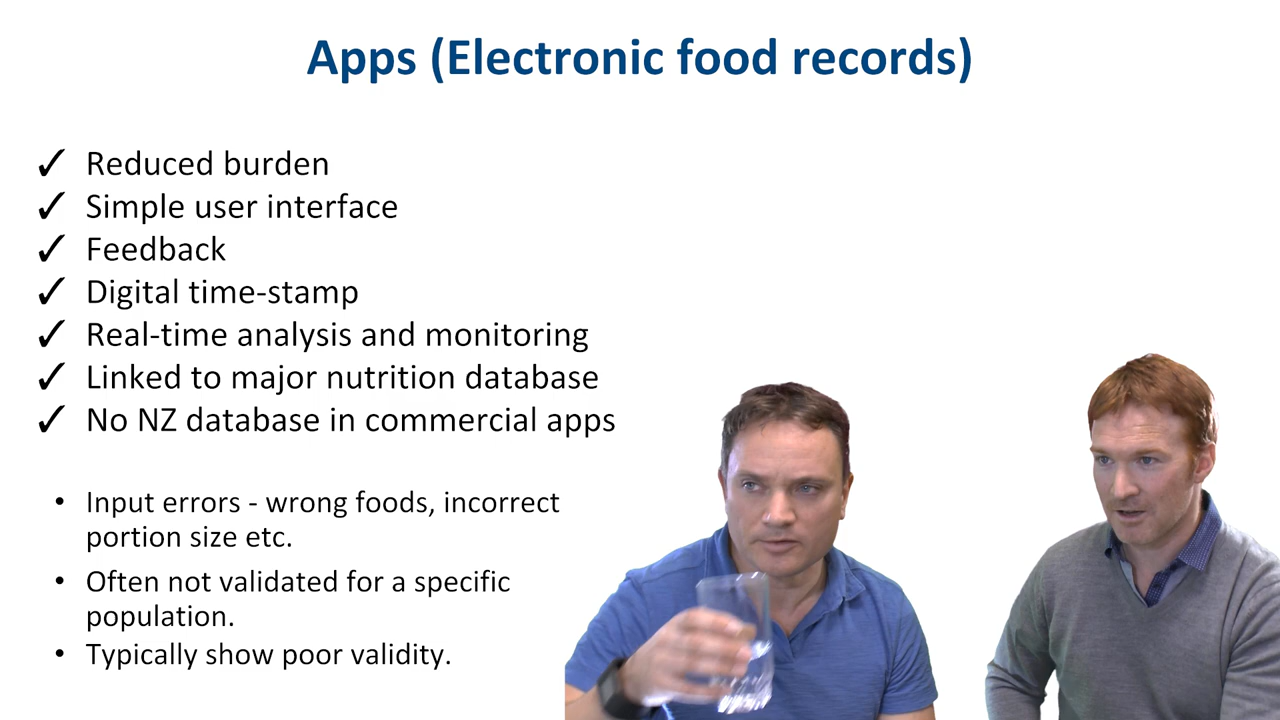 Apps (Electronic food records)
✓ Reduced burden
✓ Simple user interface
✓ Feedback
✓ Digital time-stamp
✓ Real-time analysis and monitoring
✓ Linked to major nutrition database
✓ No NZ database in commercial apps
• Input errors - wrong foods, incorrect
portion size etc.
• Often not validated for a specific
population.
• Typically show poor validity.